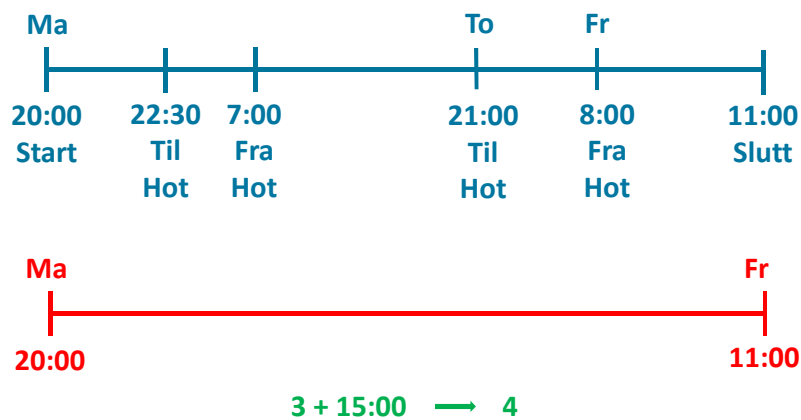 Ma To Fr
20:00 22:30 7:00 21:00 8:00 11:00
Start Til Fra Til Fra Slutt
Hot Hot Hot Hot
Ma Fr
20:00 11:00
3 + 15:00 → 4